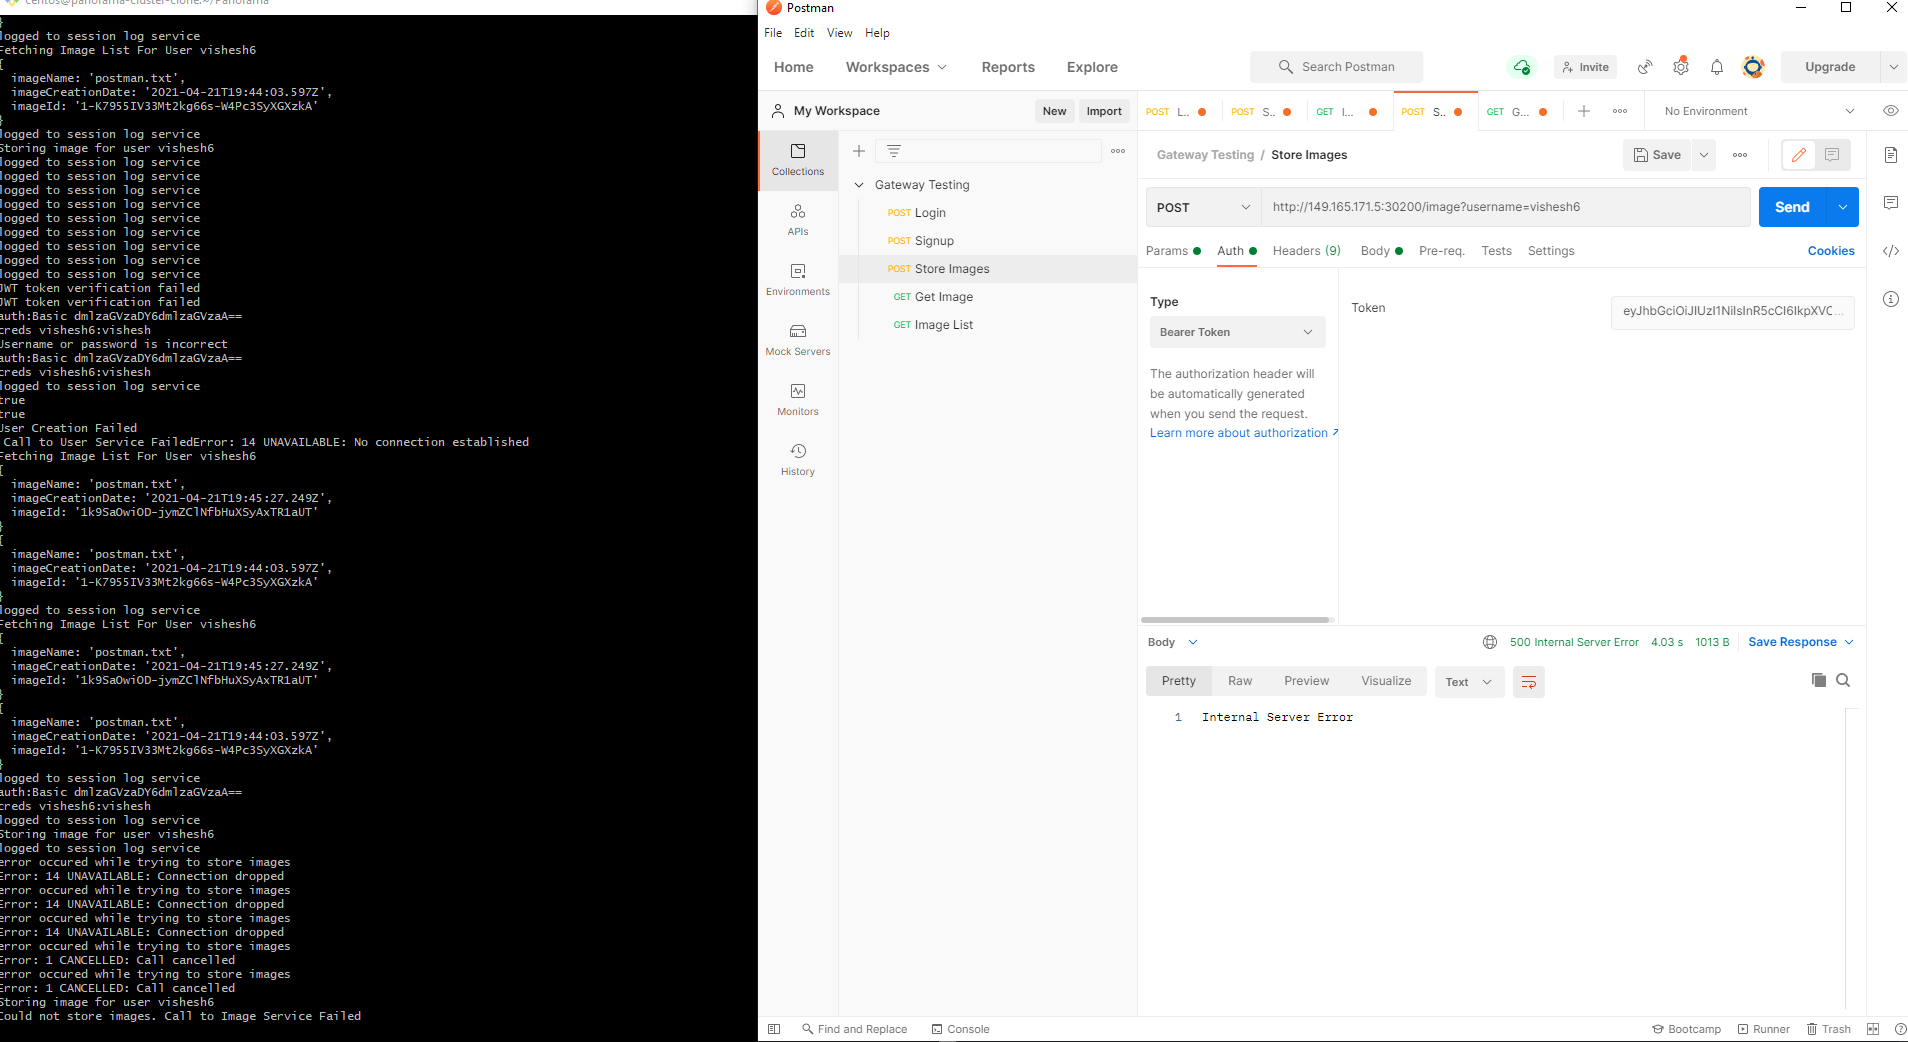 centos@panorama-cluster-clone:~/Panorama
}
logged to session log service
Fetching Image List For User vishesh6
{
imageName: 'postman.txt',
imageCreationDate: '2021-04-21T19:44:03.597Z',
imageId: '1-K7955IV33Mt2kg66s-W4Pc3SyXGXzkA'
}
logged to session log service
Storing image for user vishesh6
logged to session log service
logged to session log service
logged to session log service
logged to session log service
logged to session log service
logged to session log service
logged to session log service
logged to session log service
logged to session log service
JWT token verification failed
JWT token verification failed
auth:Basic dmlzaGVzaDY6dmlzaGVzaA==
creds vishesh6:vishesh
Username or password is incorrect
auth:Basic dmlzaGVzaDY6dmlzaGVzaA==
creds vishesh6:vishesh
logged to session log service
true
true
User Creation Failed
Call to User Service FailedError: 14 UNAVAILABLE: No connection established
Fetching Image List For User vishesh6
{
imageName: 'postman.txt',
imageCreationDate: '2021-04-21T19:45:27.249Z',
imageId: '1k9SaOwiOD-jymZClNfbHuXSyAxTR1aUT'
}
{
imageName: 'postman.txt',
imageCreationDate: '2021-04-21T19:44:03.597Z',
imageId: '1-K7955IV33Mt2kg66s-W4Pc3SyXGXzkA'
}
logged to session log service
Fetching Image List For User vishesh6
{
imageName: 'postman.txt',
imageCreationDate: '2021-04-21T19:45:27.249Z',
imageId: '1k9SaOwiOD-jymZClNfbHuXSyAxTR1aUT'
}
{
imageName: 'postman.txt',
imageCreationDate: '2021-04-21T19:44:03.597Z',
imageId: '1-K7955IV33Mt2kg66s-W4Pc3SyXGXzkA'
}
logged to session log service
auth:Basic dmlzaGVzaDY6dmlzaGVzaA==
creds vishesh6:vishesh
logged to session log service
Storing image for user vishesh6
logged to session log service
error occured while trying to store images
Error: 14 UNAVAILABLE: Connection dropped
error occured while trying to store images
Error: 14 UNAVAILABLE: Connection dropped
error occured while trying to store images
Error: 14 UNAVAILABLE: Connection dropped
error occured while trying to store images
Error: 1 CANCELLED: Call cancelled
error occured while trying to store images
Error: 1 CANCELLED: Call cancelled
Storing image for user vishesh6
Could not store images. Call to Image Service Failed
Postman
File Edit View Help
Home Workspaces Reports Explore Search Postman Invite Upgrade
My Workspace New Import
Collections
APIs
Environments
Mock Servers
Monitors
History
Gateway Testing
POST Login
POST Signup
POST Store Images
GET Get Image
GET Image List
POST L.. POST S.. GET I... POST S.. GET G... No Environment
Gateway Testing / Store Images Save
POST http://149.165.171.5:30200/image?username=vishesh6 Send
Params Auth Headers (9) Body Pre-req. Tests Settings Cookies
Type
Bearer Token
The authorization header will
be automatically generated
when you send the request.
Learn more about authorization ↗
Token eyJhbGciOiJIUzI1NiIsInR5cCI6IkpXVC...
Body 500 Internal Server Error 4.03 s 1013 B Save Response
Pretty Raw Preview Visualize Text
1 Internal Server Error
Find and Replace Console Bootcamp Runner Trash